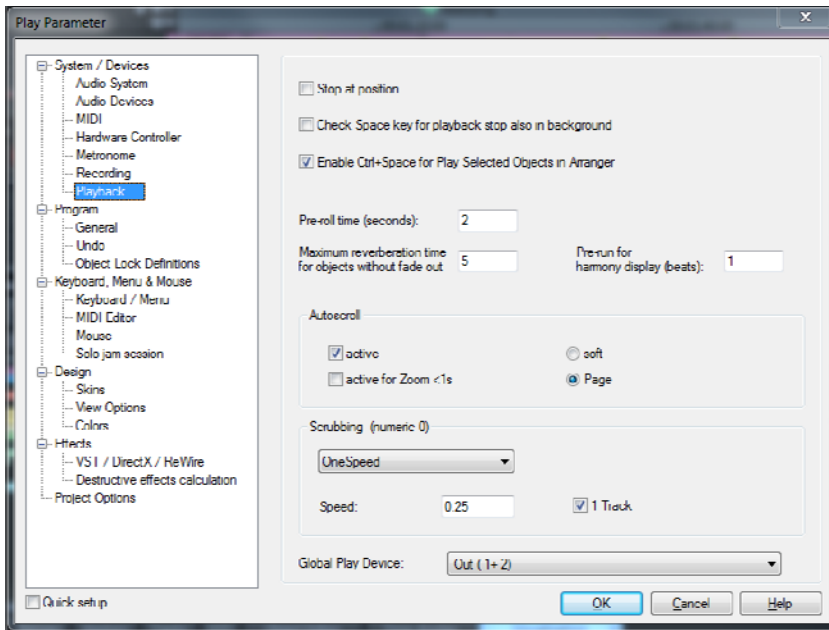 Play Parameter
x
System / Devices
Audio System
Audio Devices
MIDI
Hardware Controller
Metronome
Recording
Playback
Program
General
Undo
Object Lock Definitions
Keyboard, Menu & Mouse
Keyboard / Menu
MIDI Editor
Mouse
Solo jam session
Design
Skins
View Options
Colors
Effects
VST / DirectX / ReWire
Destructive effects calculation
Project Options
Quick setup
Stop at position
Check Space key for playback stop also in background
Enable Ctrl+Space for Play Selected Objects in Arranger
Pre-roll time (seconds): 2
Maximum reverberation time
for objects without fade out 5
Pre-run for
harmony display (beats): 1
Autoscroll
active
soft
active for Zoom <1s
Page
Scrubbing (numeric 0)
OneSpeed
Speed: 0.25
1 Track
Global Play Device: Out ( 1+ 2)
OK Cancel Help